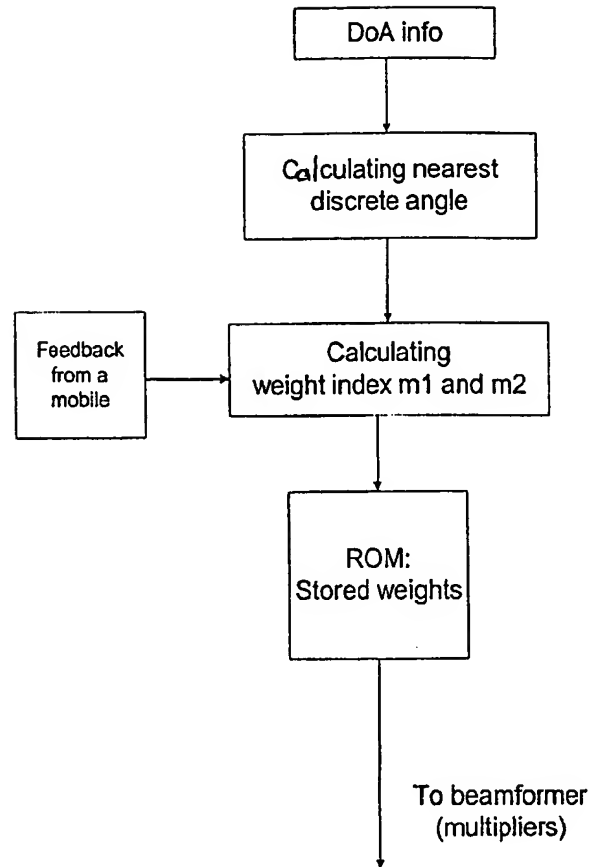 DoA info
Calculating nearest
discrete angle
Feedback
from a
mobile
Calculating
weight index m1 and m2
ROM:
Stored weights
To beamformer
(multipliers)